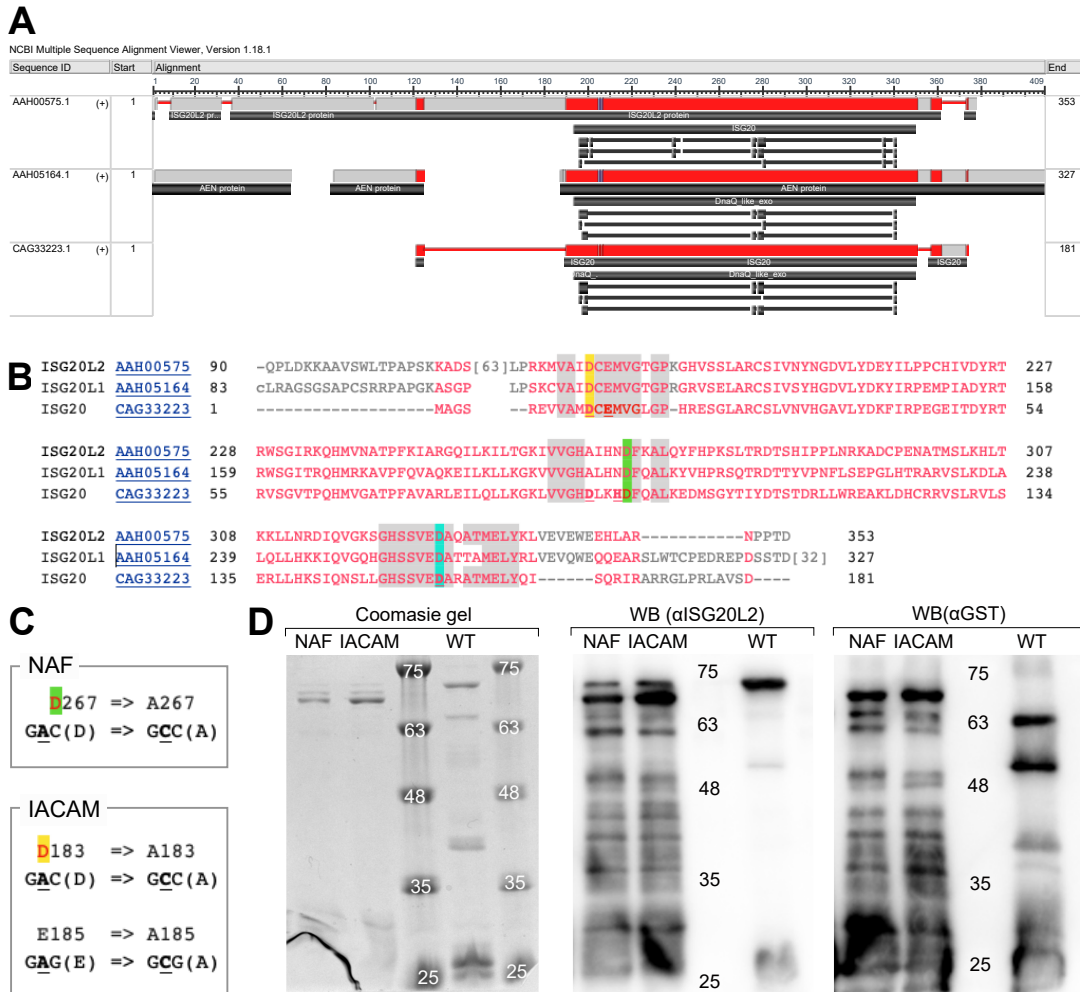 A
NCBI Multiple Sequence Alignment Viewer, Version 1.18.1
Sequence ID Start Alignment End
1 20 40 60 80 100 120 140 160 180 200 220 240 260 280 300 320 340 360 380 409
AAH00575.1 (+) 1 353
ISG20L2 pr... ISG20L2 protein ISG20L2 protein
ISG20
AAH05164.1 (+) 1 327
AEN protein AEN protein AEN protein
DnaQ_like_exo
CAG33223.1 (+) 1 181
ISG20 ISG20 ISG20
DnaQ_like_exo
B
ISG20L2 AAH00575 90 -QPLDKKAAVSWLTPAPSKKADS[63]LPRKMVAIDCEMVGTGPKGHVSSLARCSIVNYNGDVLYDEYILPPCHIVDYRT 227
ISG20L1 AAH05164 83 cLRAGSGSAPCSRRPAPGKASGP LPSKCVAIDCEMVGTGPRGRVSELARCSIVSYHGDVLYDKYIRPEMPIADYRT 158
ISG20 CAG33223 1 -------------------MAGS REVVAMDCEMVGLGP-HRESGLARCSLVNVHGAVLYDKFIRPEGEITDYRT 54
ISG20L2 AAH00575 228 RWSGIRKQHMVNATPFKIARGQILKILTGKIVVGHAIHNDFKALQYFHPKSLTRDTSHIPPLNRKADCPENATMSLKHLT 307
ISG20L1 AAH05164 159 RWSGITRQHMRKAVPFQVAQKEILKLLKGKVVVGHALHNDFQALKYVHPRSQTRDTTYVPNFLSEPGLHTRARVSLKDLA 238
ISG20 CAG33223 55 RVSGVTPQHMVGATPFAVARLEILQLLKGKLVVGHDLKHDFQALKEDMSGYTIYDTSTDRLLWREAKLDHCRRVSLRVLS 134
ISG20L2 AAH00575 308 KKLLNRDIQVGKSGHSSVEDAQATMELYKLVEVEWEEHLAR-----------NPPTD 353
ISG20L1 AAH05164 239 LQLLHKKIQVGQHGHSSVEDATTAMELYRLVEVQWEQQEARSLWTCPEDREPDSSTD[32] 327
ISG20 CAG33223 135 ERLLHKSIQNSLLGHSSVEDARATMELYQI------SQRIRARRGLPRLAVSD---- 181
C
NAF
D267 => A267
GAC(D) => GCC(A)
IACAM
D183 => A183
GAC(D) => GCC(A)
E185 => A185
GAG(E) => GCG(A)
D
Coomasie gel
NAF IACAM WT
75 75
63 63
48 48
35 35
25 25
WB (αISG20L2)
NAF IACAM WT
75
63
48
35
25
WB(αGST)
NAF IACAM WT
75
63
48
35
25